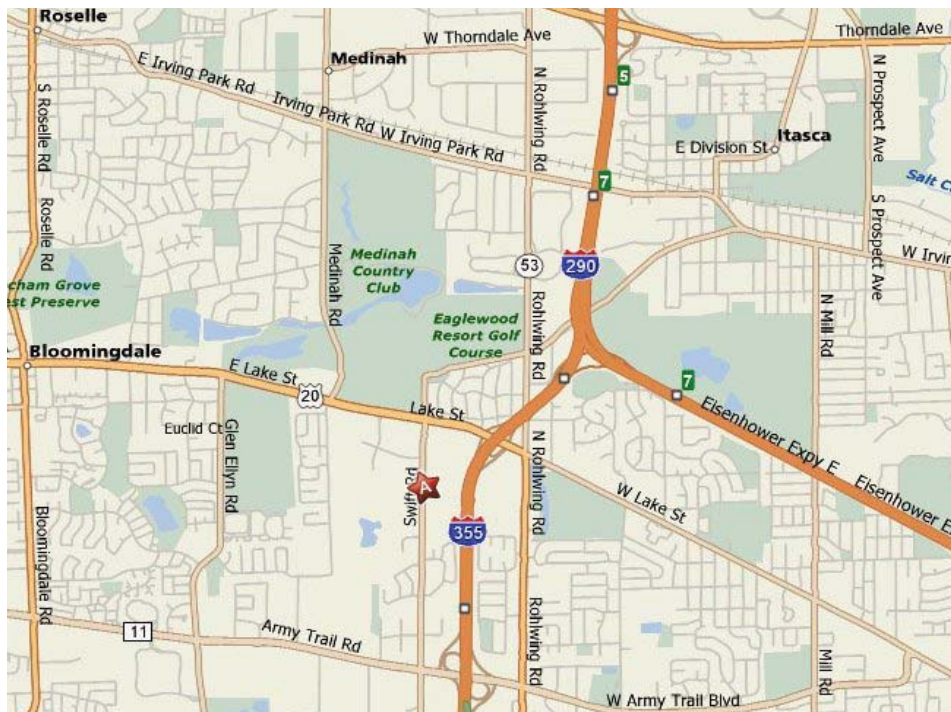 Roselle
W Thorndale Ave
Thorndale Ave
Medinah
E Irving Park Rd
Irving Park Rd
W Irving Park Rd
S Roselle Rd
N Rohlwing Rd
5
N Prospect Ave
E Division St
Itasca
7
Salt C
Roselle Rd
S Prospect Ave
Medinah Rd
Medinah
Country
Club
53
290
W Irvin
cham Grove
est Preserve
Eaglewood
Resort Golf
Course
Rohlwing Rd
N Mill Rd
Bloomingdale
E Lake St
20
7
Lake St
Eisenhower Expy E
Eisenhower E
Euclid Ct
Glen Ellyn Rd
N Rohlwing Rd
A
Swift Rd
W Lake St
355
Bloomingdale Rd
11
Army Trail Rd
Rohlwing Rd
Mill Rd
W Army Trail Blvd